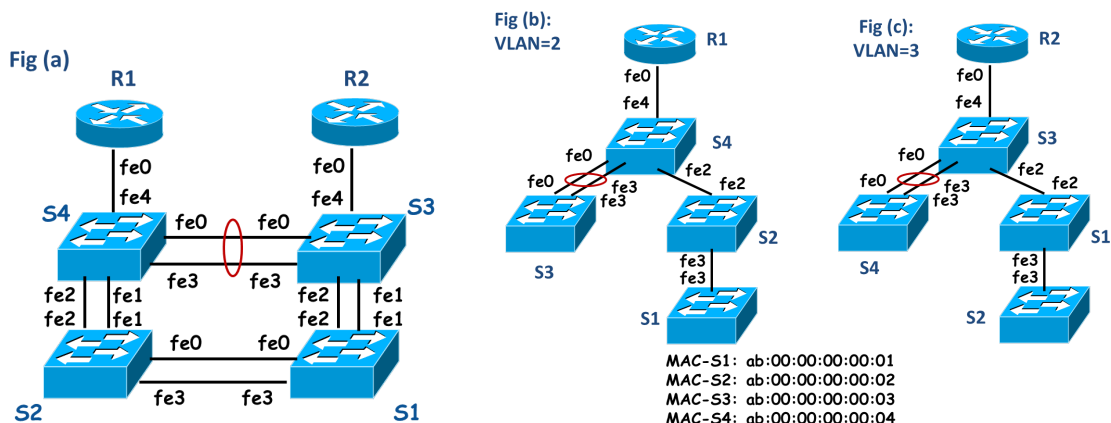 Fig (a)
R1
R2
fe0
fe0
fe4
fe4
S4
S3
fe0
fe0
fe3
fe3
fe2
fe1
fe2
fe1
fe2
fe1
fe2
fe1
fe0
fe0
fe3
fe3
S2
S1
Fig (b):
VLAN=2
R1
fe0
fe4
S4
fe0
fe3
fe2
fe0
fe3
fe2
S3
S2
fe3
fe3
S1
Fig (c):
VLAN=3
R2
fe0
fe4
S3
fe0
fe3
fe2
fe0
fe3
fe2
S4
S1
fe3
fe3
S2
MAC-S1: ab:00:00:00:00:01
MAC-S2: ab:00:00:00:00:02
MAC-S3: ab:00:00:00:00:03
MAC-S4: ab:00:00:00:00:04